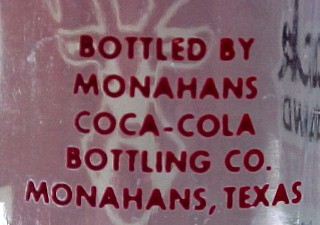 BOTTLED BY
MONAHANS
COCA-COLA
BOTTLING CO.
MONAHANS, TEXAS